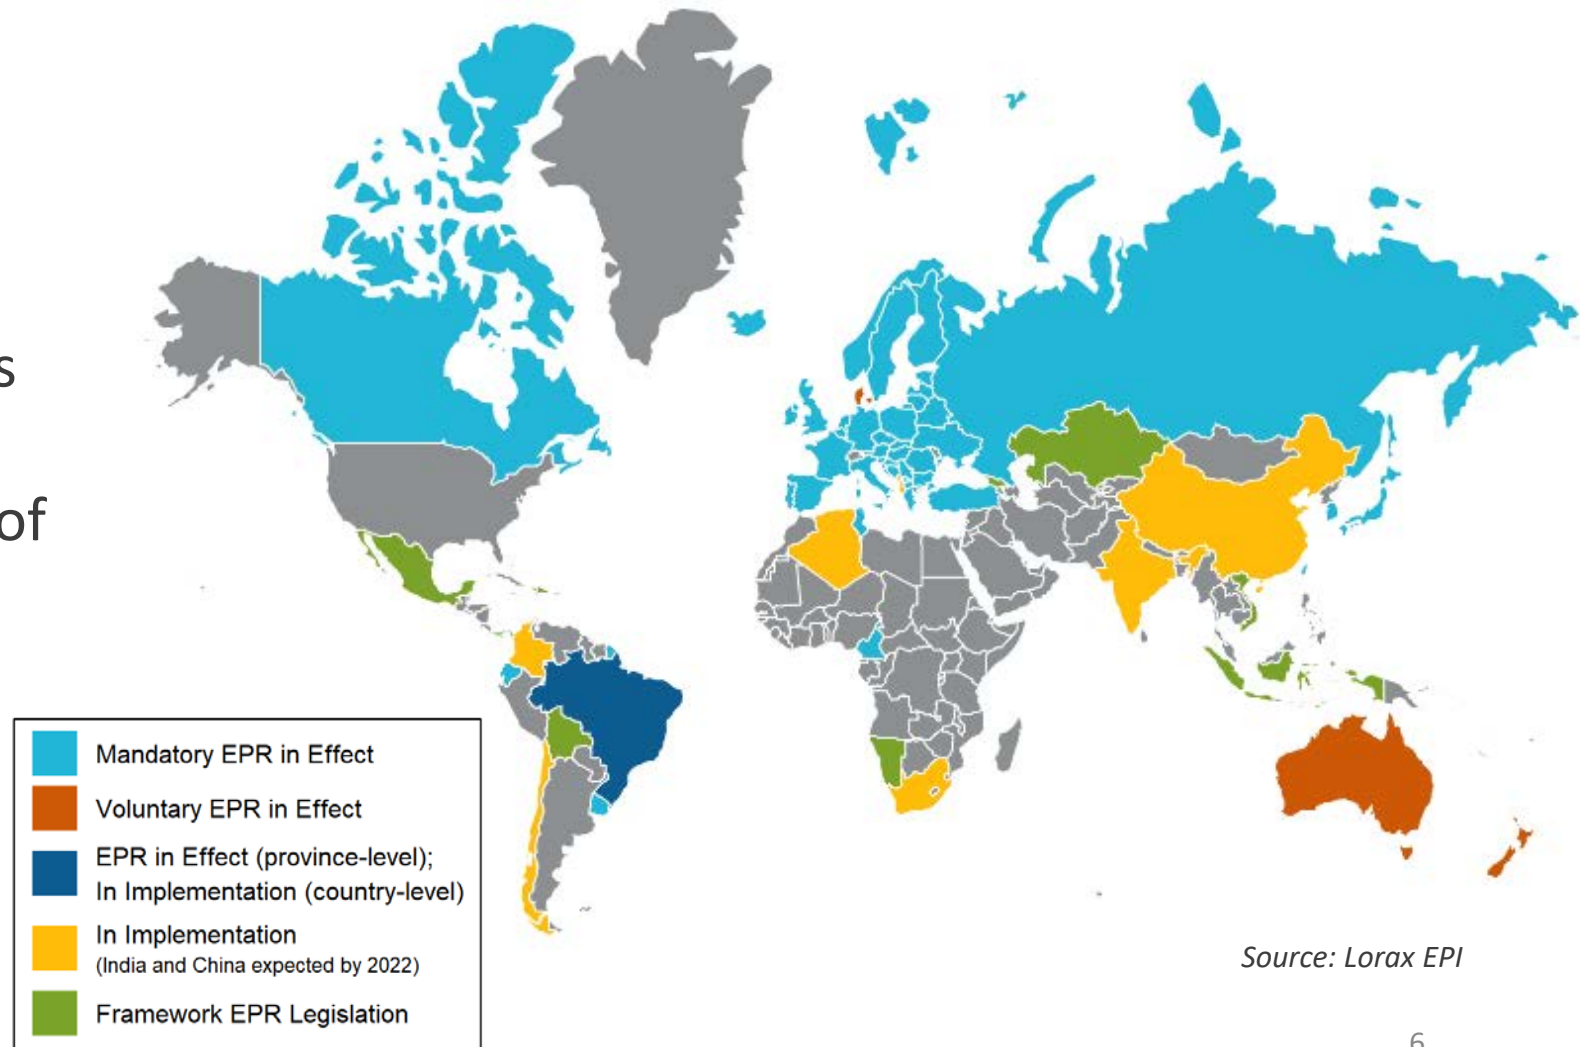 s
of
Mandatory EPR in Effect
Voluntary EPR in Effect
EPR in Effect (province-level);
In Implementation (country-level)
In Implementation
(India and China expected by 2022)
Framework EPR Legislation
Source: Lorax EPI
6